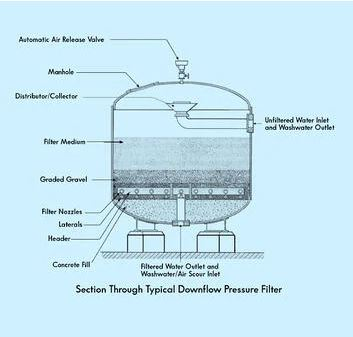 Automatic Air Release Valve
Manhole
Distributor/Collector
Unfiltered Water Inlet
and Washwater Outlet
Filter Medium
Graded Gravel
Filter Nozzles
Laterals
Header
Concrete Fill
Filtered Water Outlet and
Washwater/Air Scour Inlet
Section Through Typical Downflow Pressure Filter